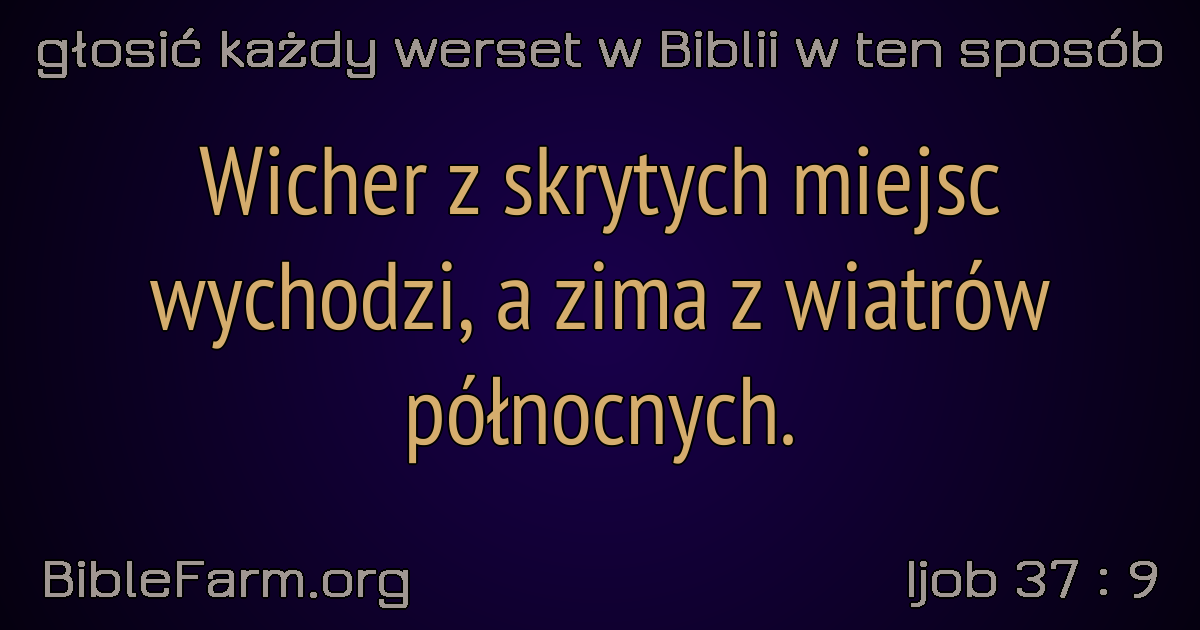 głosić każdy werset w Biblii w ten sposób
Wicher z skrytych miejsc
wychodzi, a zima z wiatrów
północnych.
BibleFarm.org
Ijob 37 : 9